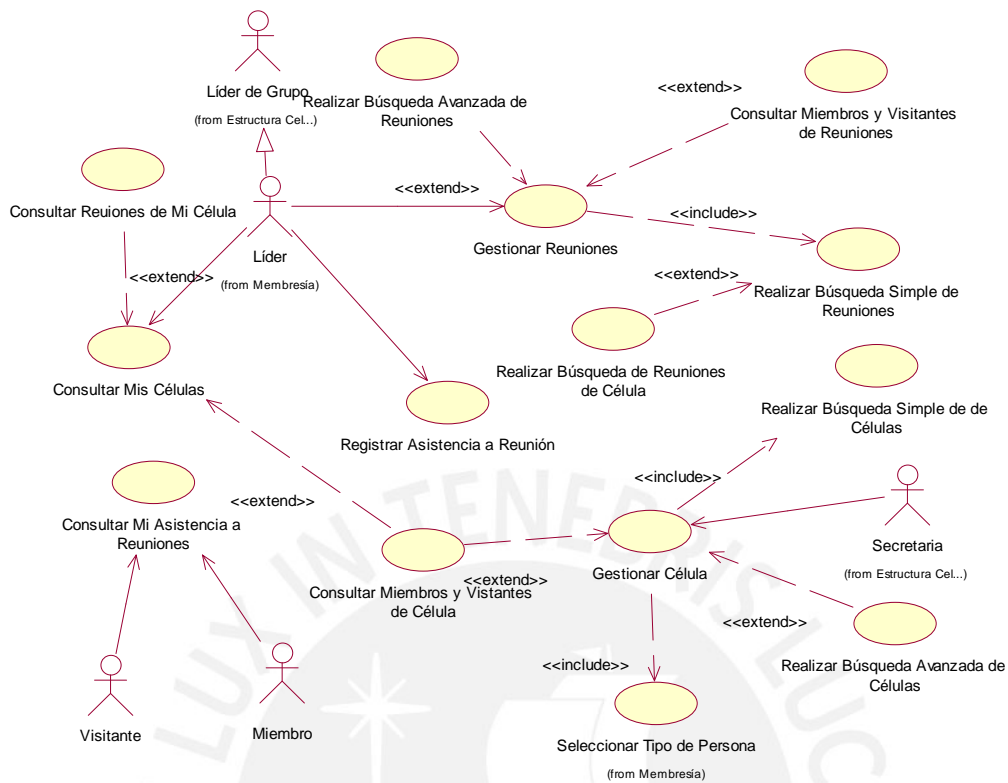 Líder de Grupo
(from Estructura Cel...)
Realizar Búsqueda Avanzada de
Reuniones
<<extend>>
Consultar Miembros y Visitantes
de Reuniones
Consultar Reuiones de Mi Célula
<<extend>>
Líder
(from Membresía)
<<extend>>
Gestionar Reuniones
<<include>>
<<extend>>
Realizar Búsqueda Simple de
Reuniones
Consultar Mis Células
Realizar Búsqueda de Reuniones
de Célula
Registrar Asistencia a Reunión
Realizar Búsqueda Simple de de
Células
<<include>>
Consultar Mi Asistencia a
Reuniones
<<extend>>
Consultar Miembros y Vistantes
de Célula
<<extend>>
Gestionar Célula
Secretaria
(from Estructura Cel...)
<<extend>>
Realizar Búsqueda Avanzada de
Células
<<include>>
Visitante
Miembro
Seleccionar Tipo de Persona
(from Membresía)
LUX IN TENEBRIS LUC